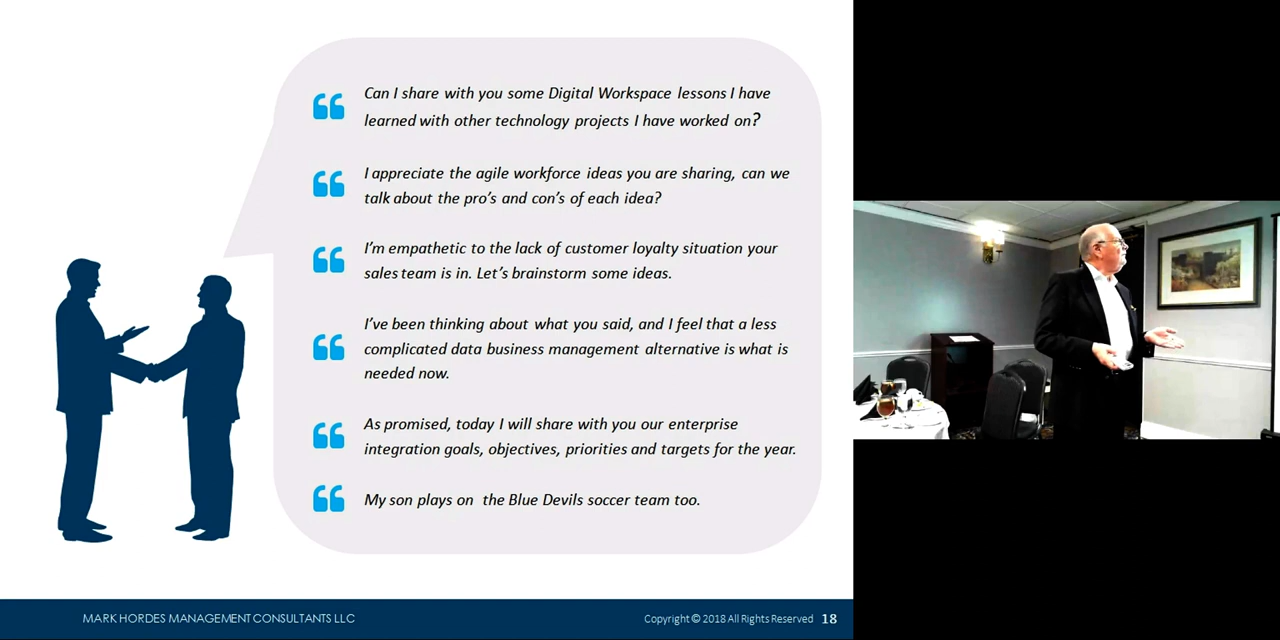 Can I share with you some Digital Workspace lessons I have
learned with other technology projects I have worked on?
I appreciate the agile workforce ideas you are sharing, can we
talk about the pro's and con's of each idea?
I'm empathetic to the lack of customer loyalty situation your
sales team is in. Let's brainstorm some ideas.
I've been thinking about what you said, and I feel that a less
complicated data business management alternative is what is
needed now.
As promised, today I will share with you our enterprise
integration goals, objectives, priorities and targets for the year.
My son plays on  the Blue Devils soccer team too.
MARK HORDES MANAGEMENT CONSULTANTS LLC
Copyright © 2018 All Rights Reserved 18